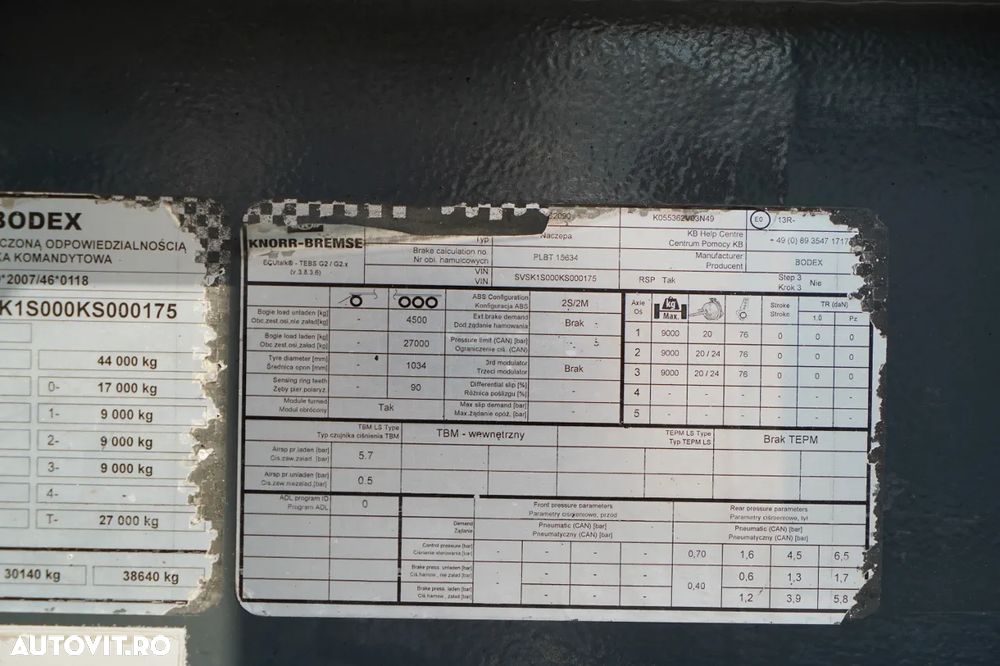 BODEX
CZONĄ ODPOWIEDZIALNOŚCIĄ
KA KOMANDYTOWA
* 2007/46*0118
K1S000KS000175
44 000 kg
0- 17 000 kg
1- 9 000 kg
2- 9 000 kg
3- 9 000 kg
4- -
T- 27 000 kg
30140 kg 38640 kg
KNORR-BREMSE
ECUtalk® - TEBS G2 / G2.x
(v 3.8.3.6)
K055362V03N49 E0 13R-
Typ Naczepa KB Help Centre
Centrum Pomocy KB + 49 (0) 89 3547 1717
Brake calculation no.
Nr obl. hamulcowych PLBT 15634 Manufacturer
Producent BODEX
VIN
VIN SVSK1S000KS000175 RSP Tak Step 3
Krok 3 Nie
ABS Configuration
Konfiguracja ABS 2S/2M
Bogie load unladen [kg]
Obc.zest.osi,nie załad[kg] - 4500 Ext brake demand
Dod.żądanie hamowania Brak
Bogie load laden [kg]
Obc.zest.osi,załad[kg] - 27000 Pressure limit (CAN) [bar]
Ograniczenie ciś. (CAN) - - 5
Tyre diameter [mm]
Średnica opon [mm] - 1034 3rd modulator
Trzeci modulator Brak
Sensing ring teeth
Zęby pier.polaryz. - 90 Differential slip [%]
Różnica poślizgu [%] - -
Module turned
Moduł obrócony Tak Max slip demand [bar]
Max.żądanie opóź. [bar] - -
Axle
Oś kg
Max. Stroke
Stroke TR (daN)
1.0 Pz
1 9000 20 76 0 0
2 9000 20 / 24 76 0 0
3 9000 20 / 24 76 0 0
4 - - - - - -
5 - - - - - -
TBM LS Type
Typ czujnika ciśnienia TBM TBM - wewnętrzny TEPM LS Type
Typ TEPM LS Brak TEPM
Airsp pr.laden [bar]
Cis.zaw.zalad. [bar] 5.7
Airsp pr.unladen [bar]
Cis.zaw.niezalad.[bar] 0.5
ADL program ID
Program ADL 0
Front pressure parameters
Parametry ciśnieniowe, przód
Rear pressure parameters
Parametry ciśnieniowe, tył
Demand
Żądanie Pneumatic (CAN) [bar]
Pneumatyczny (CAN) [bar] Pneumatic (CAN) [bar]
Pneumatyczny (CAN) [bar]
Control pressure [bar]
Ciśnienie sterowania [bar] - - - - 0,70 1,6 4,5 6,5
Brake press. unladen [bar]
Ciś.hamow., nie załad [bar] - - - - 0,40 0,6 1,3 1,7
Brake press. laden [bar]
Ciś.hamow., załad [bar] - - - 1,2 3,9 5,8
AUTOVIT.RO